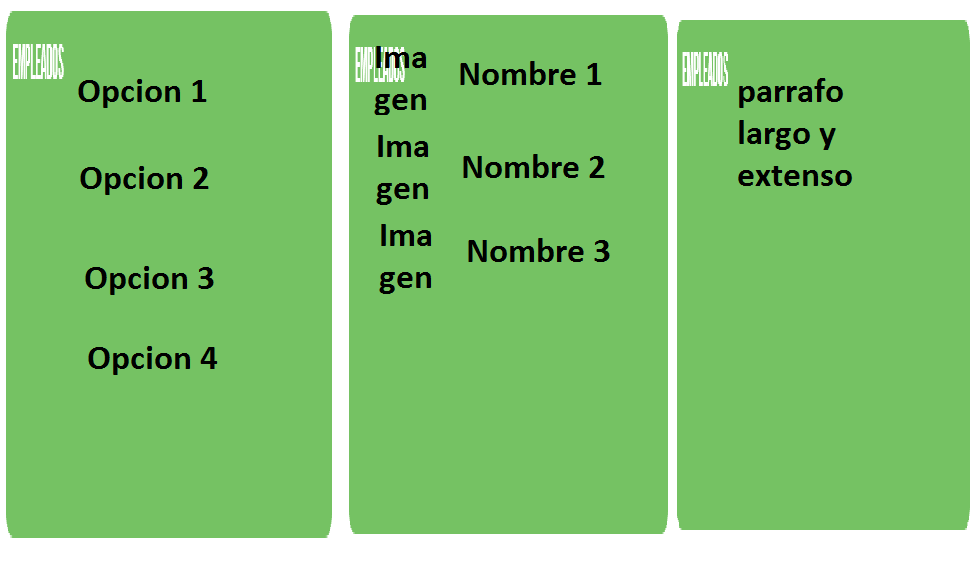 EMPLEADOS
Opcion 1
Opcion 2
Opcion 3
Opcion 4
EMPLEADOS
Ima
gen
Nombre 1
Ima
gen
Nombre 2
Ima
gen
Nombre 3
EMPLEADOS
parrafo
largo y
extenso